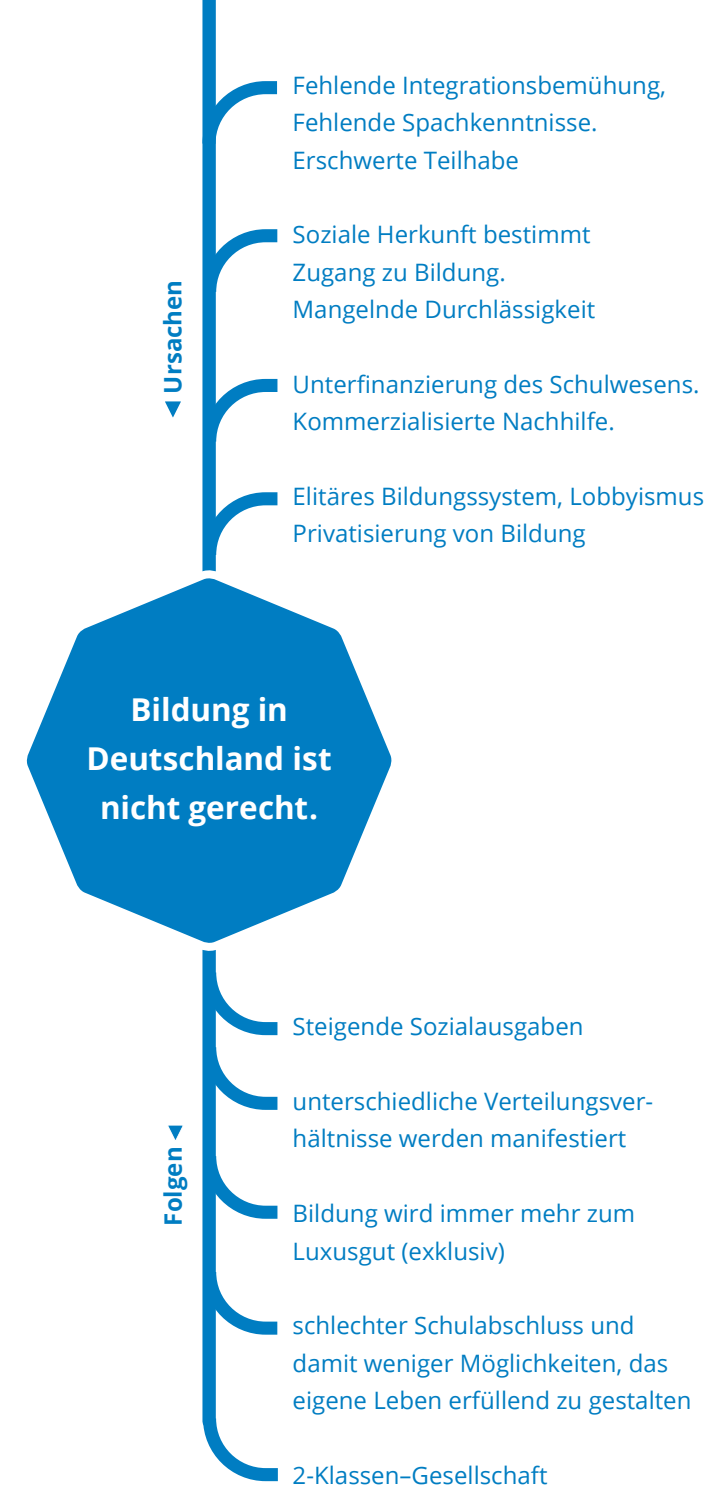 Fehlende Integrationsbemühung,
Fehlende Spachkenntnisse.
Erschwerte Teilhabe
Soziale Herkunft bestimmt
Zugang zu Bildung.
Mangelnde Durchlässigkeit
◀ Ursachen
Unterfinanzierung des Schulwesens.
Kommerzialisierte Nachhilfe.
Elitäres Bildungssystem, Lobbyismus
Privatisierung von Bildung
Bildung in
Deutschland ist
nicht gerecht.
Folgen ◀
Steigende Sozialausgaben
unterschiedliche Verteilungsver-
hältnisse werden manifestiert
Bildung wird immer mehr zum
Luxusgut (exklusiv)
schlechter Schulabschluss und
damit weniger Möglichkeiten, das
eigene Leben erfüllend zu gestalten
2-Klassen–Gesellschaft